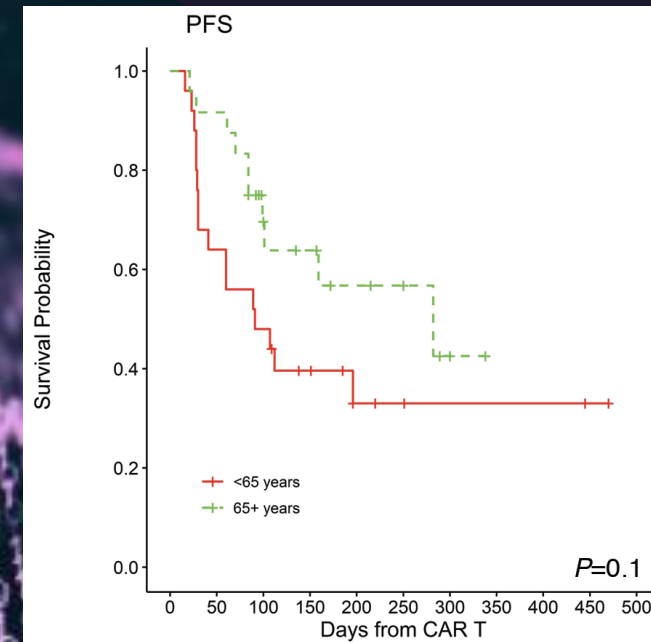 PFS
Survival Probability
1.0
0.8
0.6
0.4
0.2
0.0
<65 years
65+ years
P=0.1
0 50 100 150 200 250 300 350 400 450 500
Days from CAR T